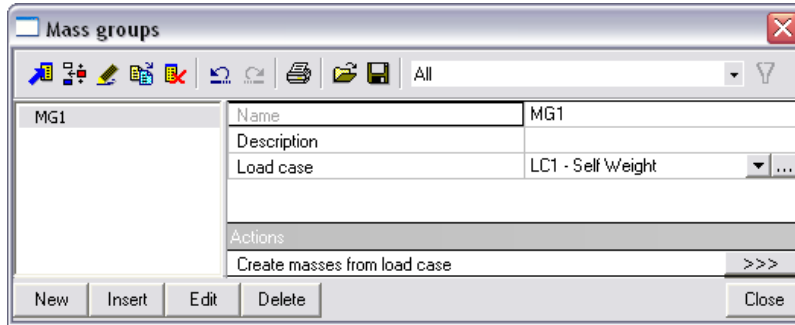 Mass groups
All
MG1
Name MG1
Description
Load case LC1 - Self Weight ...
Actions
Create masses from load case >>>
New Insert Edit Delete Close